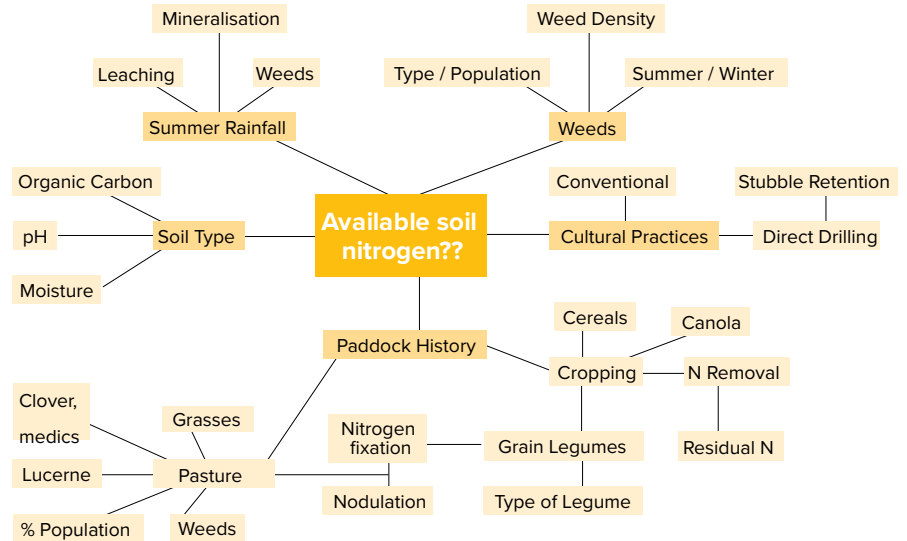 Mineralisation
Weed Density
Leaching
Weeds
Type / Population
Summer / Winter
Summer Rainfall
Weeds
Organic Carbon
Conventional
Stubble Retention
Available soil
nitrogen??
pH
Soil Type
Cultural Practices
Direct Drilling
Moisture
Cereals
Canola
Paddock History
Cropping
N Removal
Clover,
medics
Grasses
Nitrogen
fixation
Grain Legumes
Residual N
Lucerne
Pasture
Nodulation
Type of Legume
% Population
Weeds